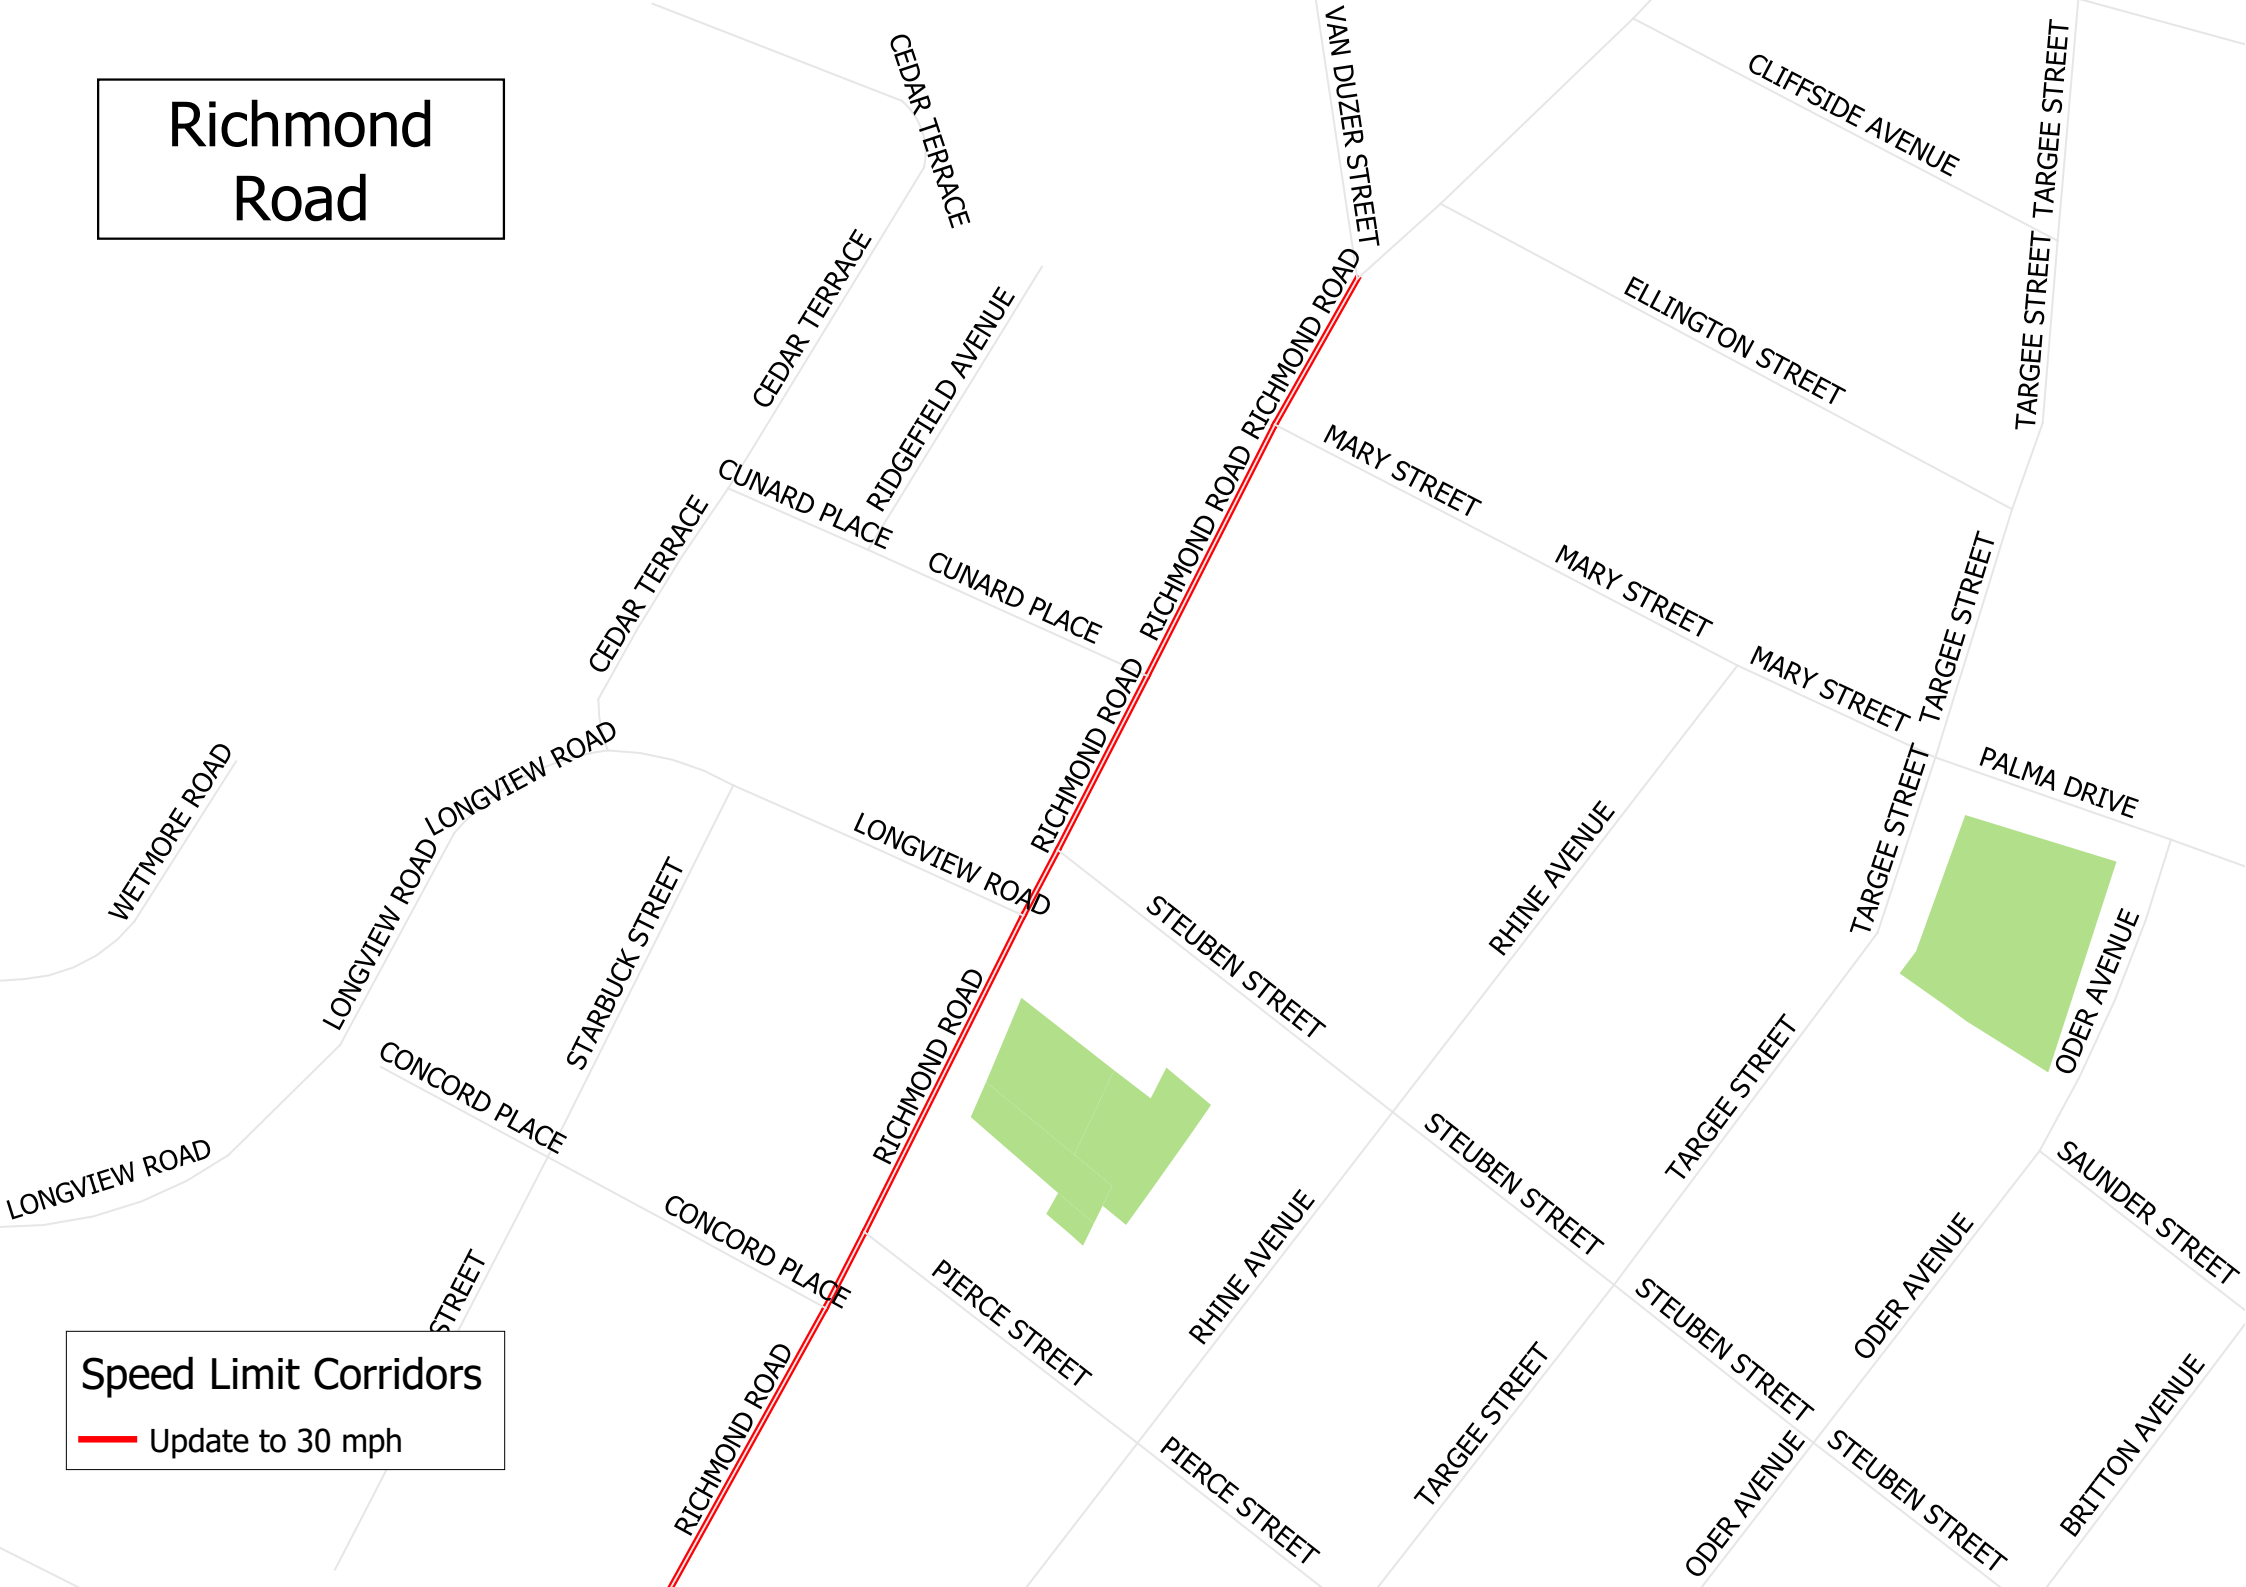 Richmond
Road
CEDAR TERRACE
VAN DUZER STREET
CLIFFSIDE AVENUE
TARGEE STREET
TARGEE STREET
CEDAR TERRACE
RIDGEFIELD AVENUE
RICHMOND ROAD
ELLINGTON STREET
CUNARD PLACE
CUNARD PLACE
RICHMOND ROAD
MARY STREET
MARY STREET
MARY STREET
TARGEE STREET
CEDAR TERRACE
RICHMOND ROAD
LONGVIEW ROAD
WETMORE ROAD
LONGVIEW ROAD
LONGVIEW ROAD
PALMA DRIVE
TARGEE STREET
RHINE AVENUE
STARBUCK STREET
STEUBEN STREET
ODER AVENUE
RICHMOND ROAD
CONCORD PLACE
TARGEE STREET
LONGVIEW ROAD
CONCORD PLACE
STEUBEN STREET
SAUNDER STREET
RHINE AVENUE
ODER AVENUE
STREET
PIERCE STREET
STEUBEN STREET
RICHMOND ROAD
TARGEE STREET
BRITTON AVENUE
PIERCE STREET
ODER AVENUE
STEUBEN STREET
Speed Limit Corridors
Update to 30 mph